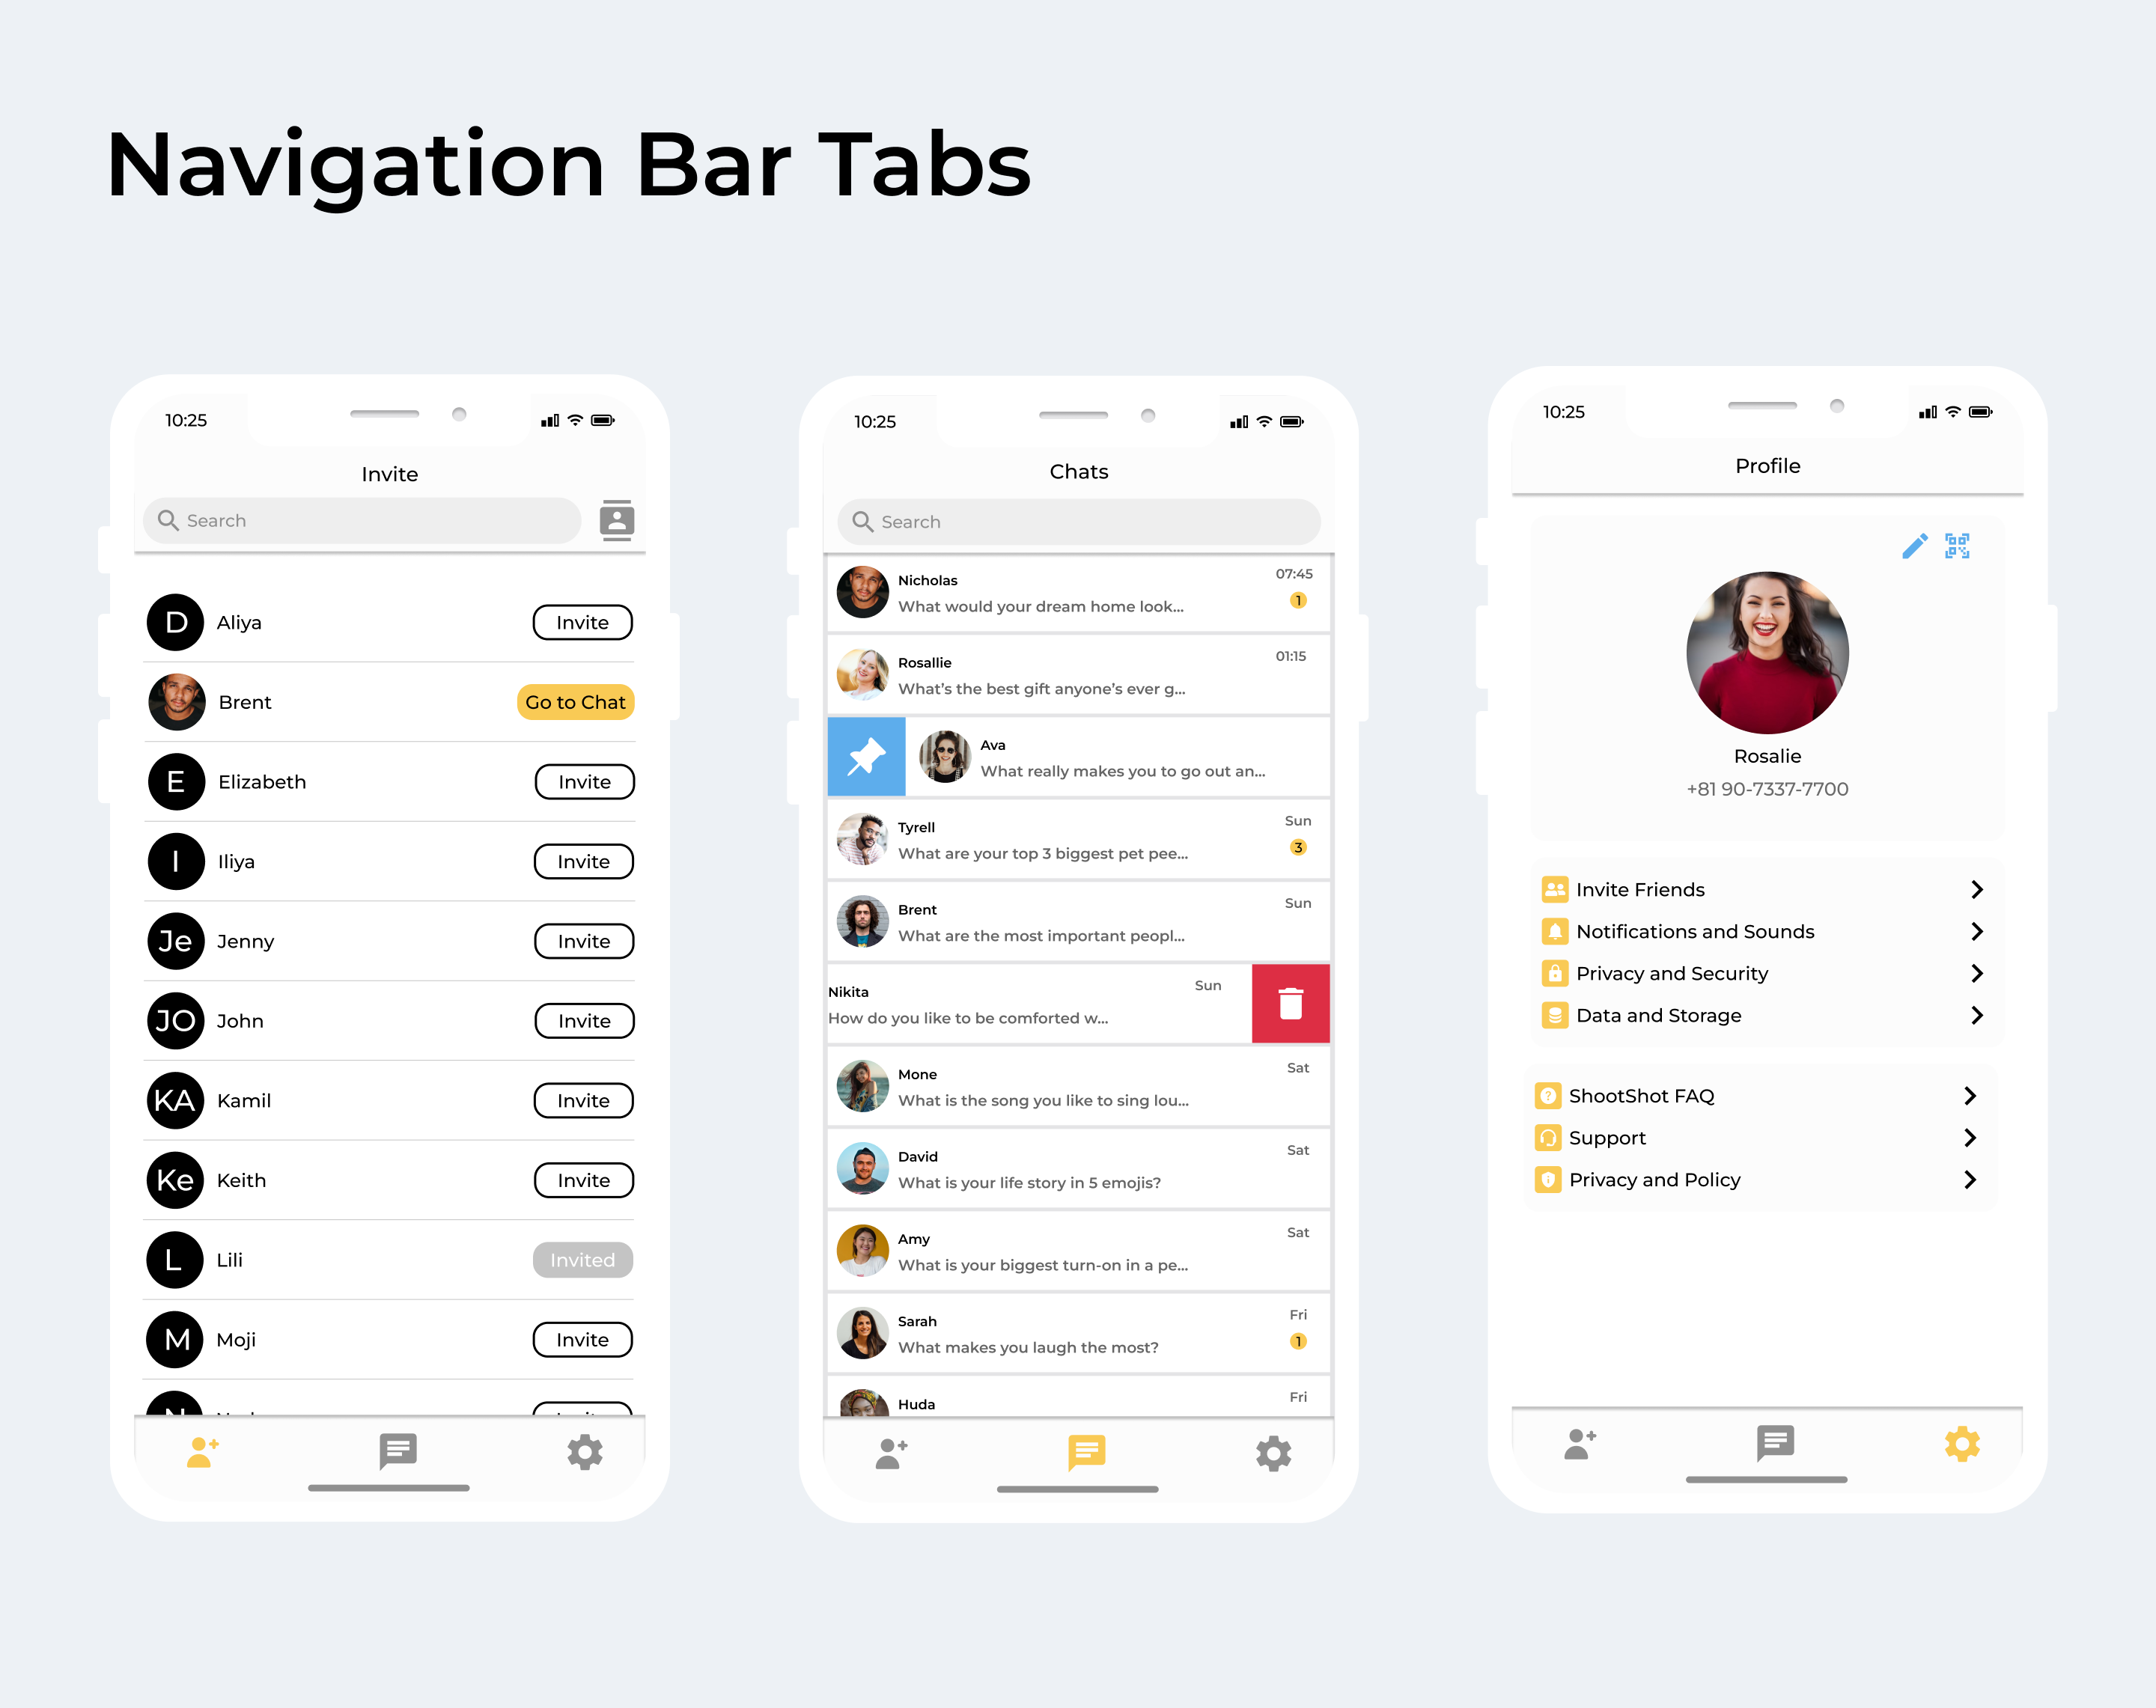 Navigation Bar Tabs
10:25
Invite
Search
D Aliya Invite
Brent Go to Chat
E Elizabeth Invite
I Iliya Invite
Je Jenny Invite
JO John Invite
KA Kamil Invite
Ke Keith Invite
L Lili Invited
M Moji Invite
10:25
Chats
Search
Nicholas 07:45
What would your dream home look... 1
Rosallie 01:15
What's the best gift anyone's ever g...
Ava
What really makes you to go out an...
Tyrell Sun
What are your top 3 biggest pet pee... 3
Brent Sun
What are the most important peopl...
Nikita Sun
How do you like to be comforted w...
Mone Sat
What is the song you like to sing lou...
David Sat
What is your life story in 5 emojis?
Amy Sat
What is your biggest turn-on in a pe...
Sarah Fri
What makes you laugh the most? 1
Huda Fri
10:25
Profile
Rosalie
+81 90-7337-7700
Invite Friends
Notifications and Sounds
Privacy and Security
Data and Storage
ShootShot FAQ
Support
Privacy and Policy